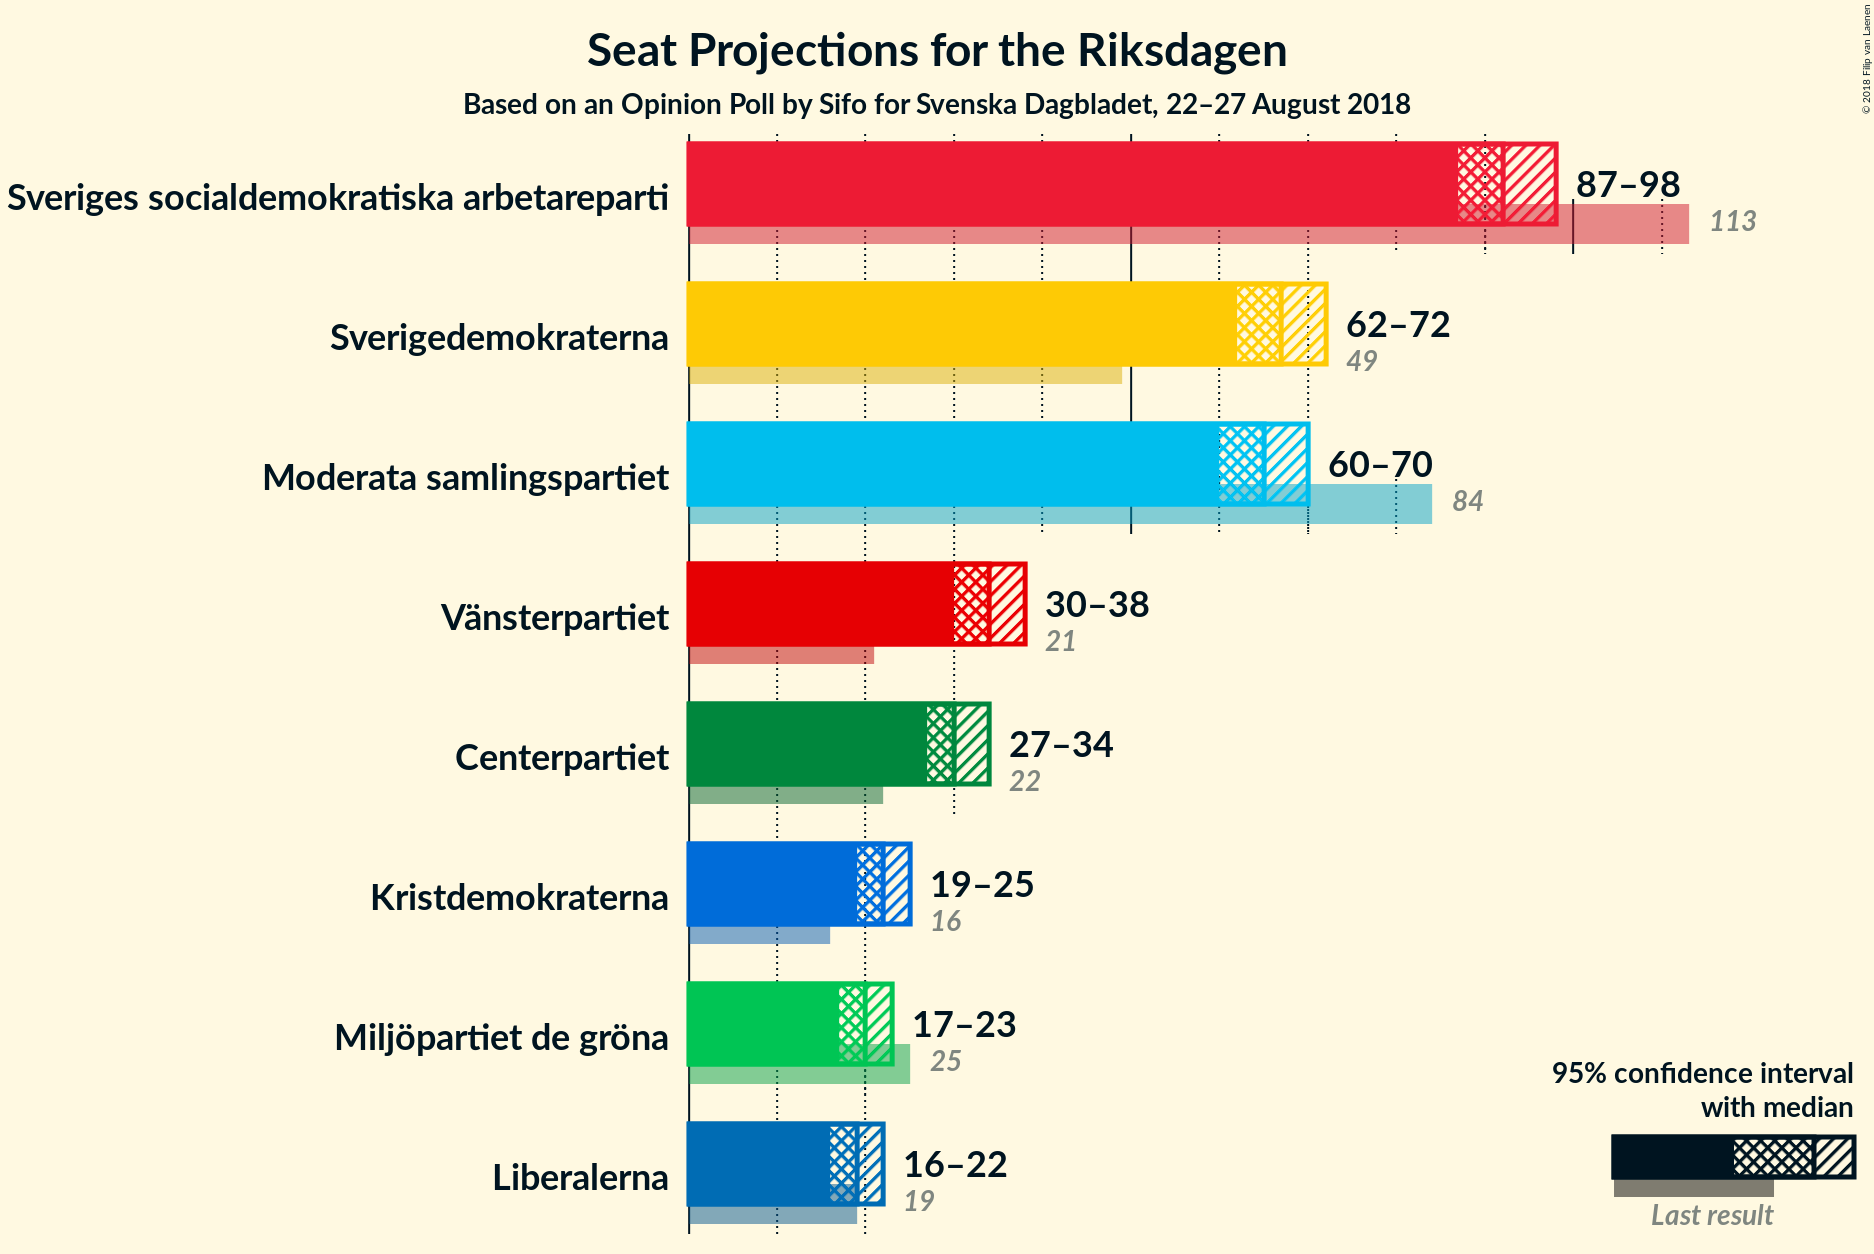 Seat Projections for the Riksdagen
Based on an Opinion Poll by Sifo for Svenska Dagbladet, 22–27 August 2018
© 2018 Filip van Laenen
Sveriges socialdemokratiska arbetareparti
87–98
113
Sverigedemokraterna
62–72
49
Moderata samlingspartiet
60–70
84
Vänsterpartiet
30–38
21
Centerpartiet
27–34
22
Kristdemokraterna
19–25
16
Miljöpartiet de gröna
17–23
25
Liberalerna
16–22
19
95% confidence interval
with median
Last result